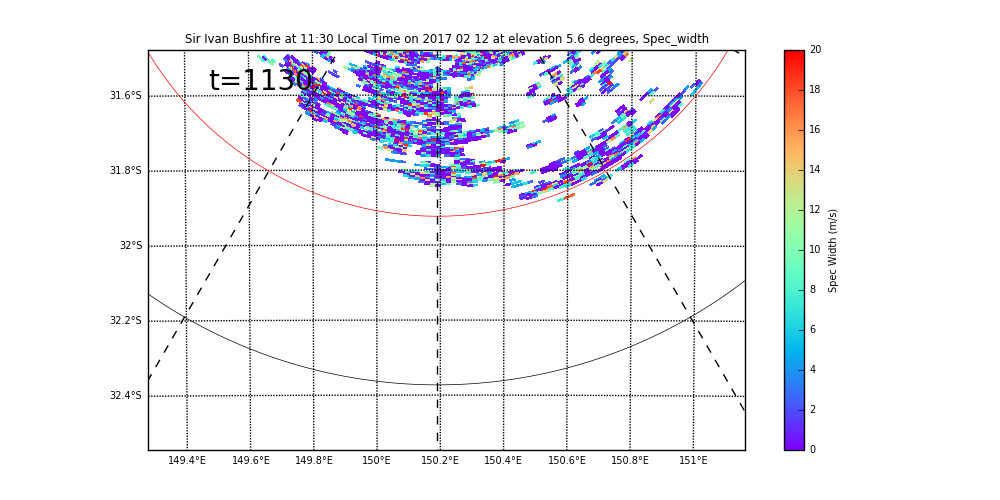 Sir Ivan Bushfire at 11:30 Local Time on 2017 02 12 at elevation 5.6 degrees, Spec_width
t=1130
31.6°S
31.8°S
32°S
32.2°S
32.4°S
149.4°E 149.6°E 149.8°E 150°E 150.2°E 150.4°E 150.6°E 150.8°E 151°E
20
18
16
14
12
10
8
6
4
2
0
Spec Width (m/s)